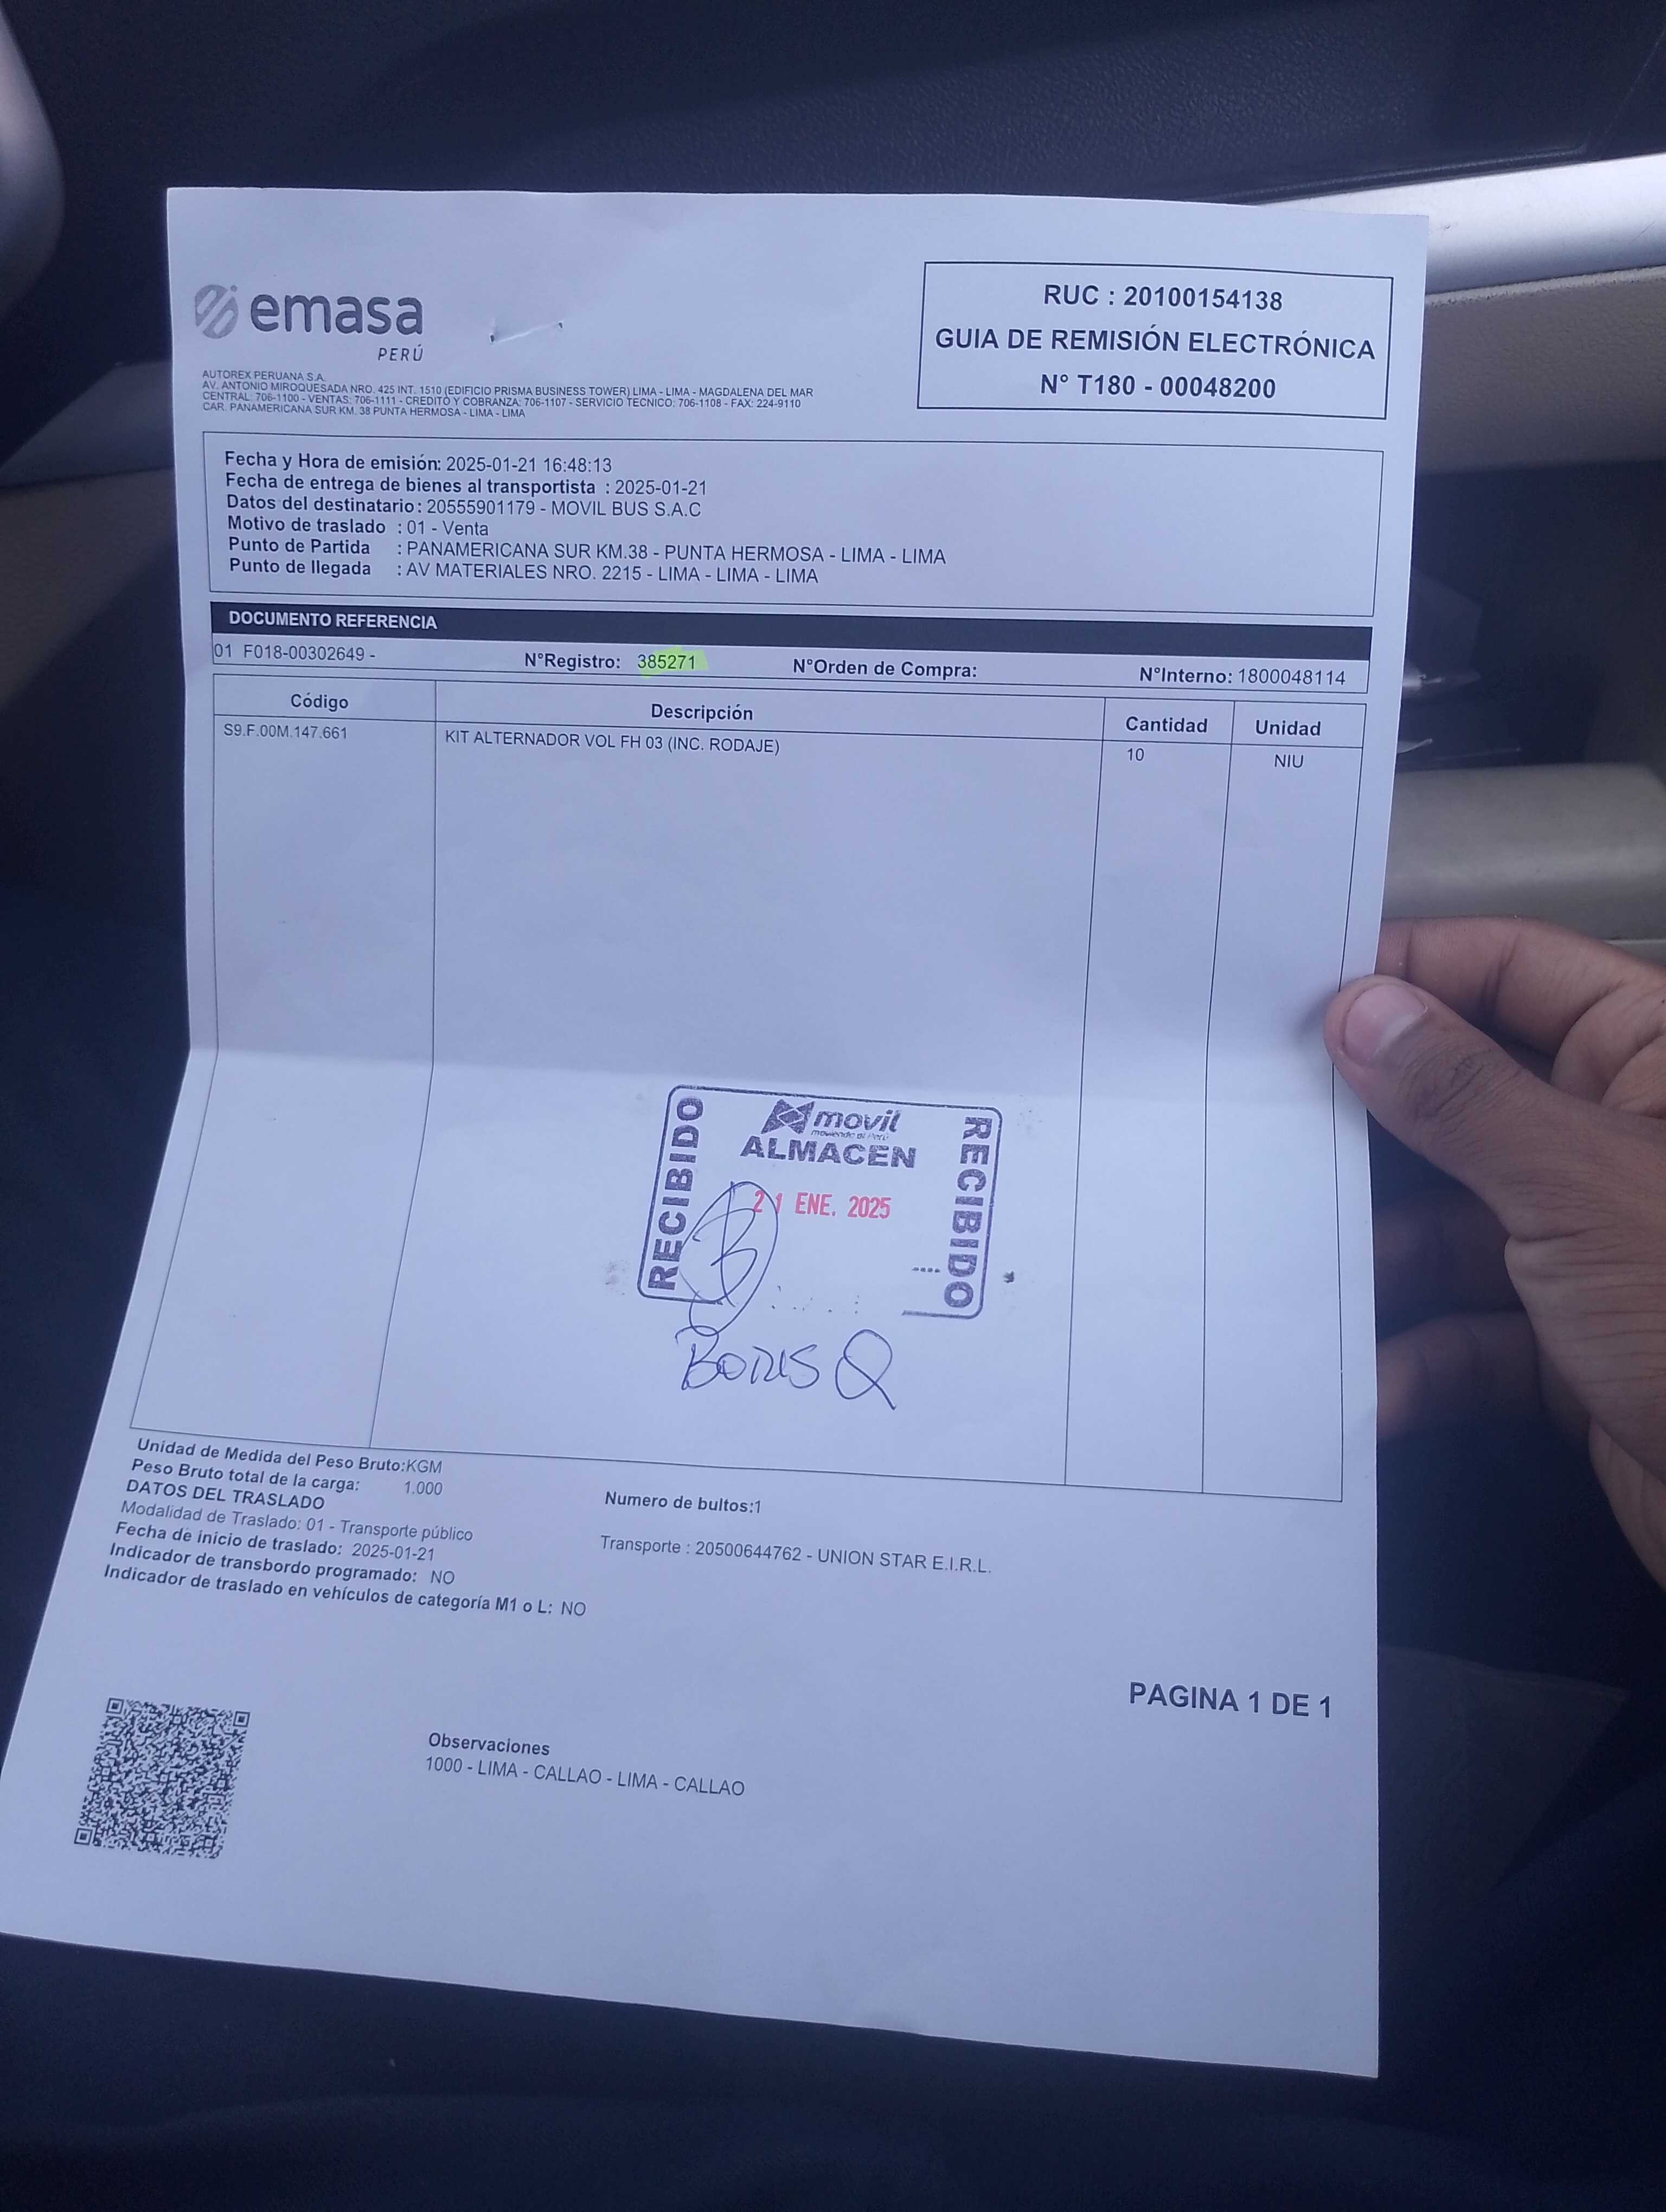 emasa
PERÚ
RUC : 20100154138
GUIA DE REMISIÓN ELECTRÓNICA
N° T180 - 00048200
AUTOREX PERUANA S.A.
AV. ANTONIO MIROQUESADA NRO. 425 INT. 1510 (EDIFICIO PRISMA BUSINESS TOWER) LIMA - LIMA - MAGDALENA DEL MAR
CENTRAL: 706-1100 - VENTAS: 706-1111 - CREDITO Y COBRANZA: 706-1107 - SERVICIO TECNICO: 706-1108 - FAX: 224-9110
CAR. PANAMERICANA SUR KM. 38 PUNTA HERMOSA - LIMA - LIMA
Fecha y Hora de emisión: 2025-01-21 16:48:13
Fecha de entrega de bienes al transportista : 2025-01-21
Datos del destinatario : 20555901179 - MOVIL BUS S.A.C
Motivo de traslado : 01 - Venta
Punto de Partida : PANAMERICANA SUR KM.38 - PUNTA HERMOSA - LIMA - LIMA
Punto de llegada : AV MATERIALES NRO. 2215 - LIMA - LIMA - LIMA
DOCUMENTO REFERENCIA
01 F018-00302649 - N°Registro: 385271 N°Orden de Compra: N°Interno: 1800048114
Código Descripción Cantidad Unidad
S9.F.00M.147.661 KIT ALTERNADOR VOL FH 03 (INC. RODAJE) 10 NIU
RECIBIDO
movil
moviendo al Perú
ALMACEN
21 ENE. 2025
RECIBIDO
B
Boris Q
Unidad de Medida del Peso Bruto:KGM
Peso Bruto total de la carga: 1.000
Numero de bultos:1
DATOS DEL TRASLADO
Modalidad de Traslado: 01 - Transporte público
Transporte : 20500644762 - UNION STAR E.I.R.L.
Fecha de inicio de traslado: 2025-01-21
Indicador de transbordo programado: NO
Indicador de traslado en vehículos de categoría M1 o L: NO
PAGINA 1 DE 1
Observaciones
1000 - LIMA - CALLAO - LIMA - CALLAO